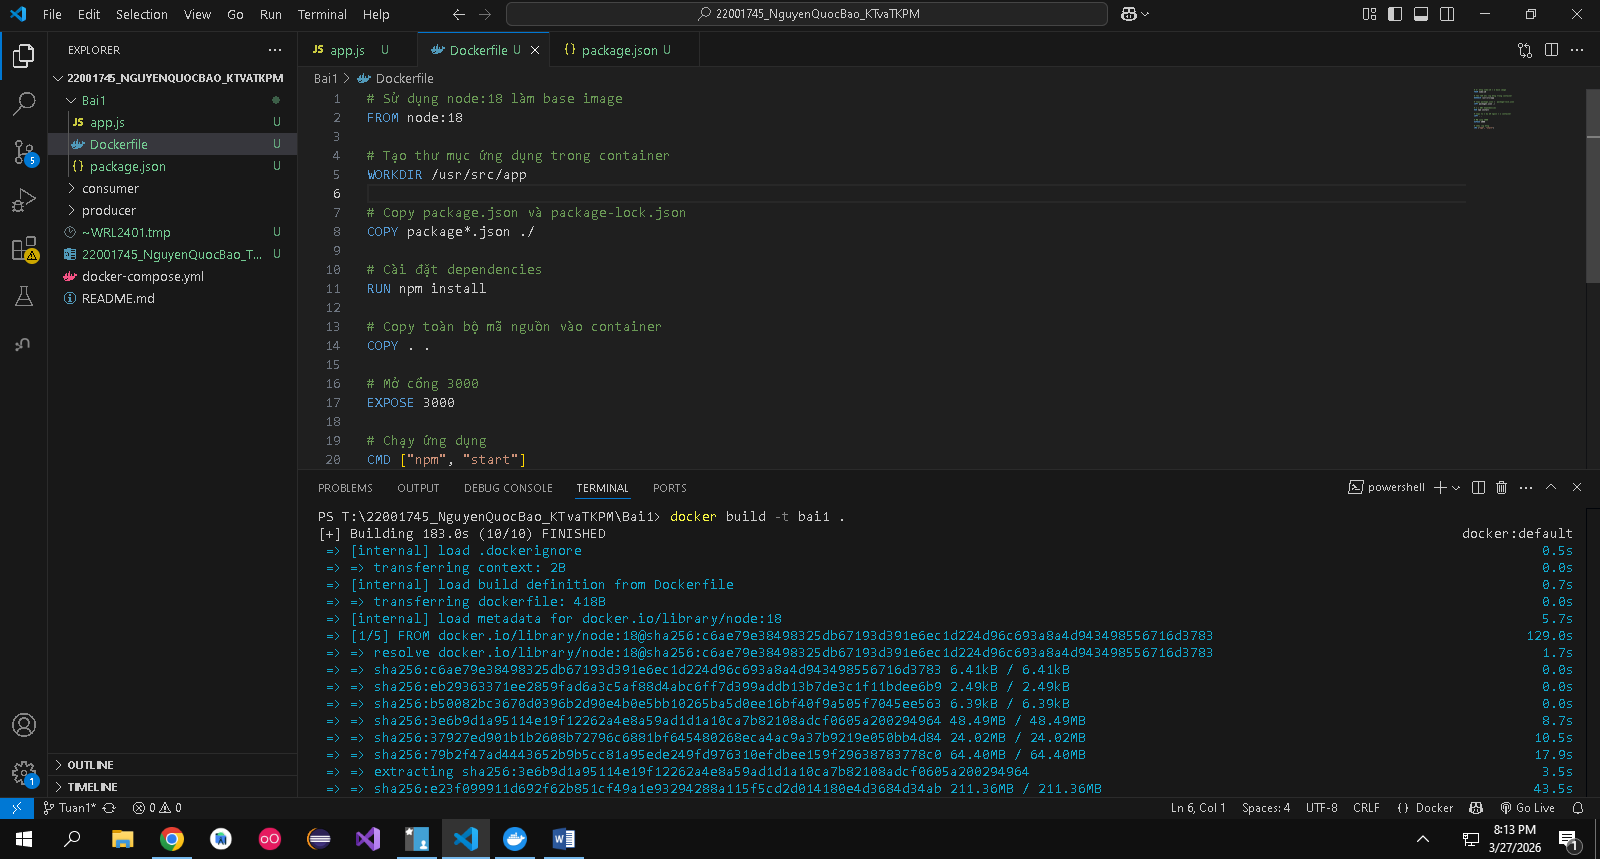 File Edit Selection View Go Run Terminal Help
22001745_NguyenQuocBao_KTvaTKPM
EXPLORER
22001745_NGUYENQUOCBAO_KTVATKPM
Bai1
app.js U
Dockerfile U
package.json U
consumer
producer
~WRL2401.tmp U
22001745_NguyenQuocBao_T... U
docker-compose.yml
README.md
OUTLINE
TIMELINE
5
1
app.js U
Dockerfile U
package.json U
Bai1 > Dockerfile
1 # Sử dụng node:18 làm base image
2 FROM node:18
3
4 # Tạo thư mục ứng dụng trong container
5 WORKDIR /usr/src/app
6
7 # Copy package.json và package-lock.json
8 COPY package*.json ./
9
10 # Cài đặt dependencies
11 RUN npm install
12
13 # Copy toàn bộ mã nguồn vào container
14 COPY . .
15
16 # Mở cổng 3000
17 EXPOSE 3000
18
19 # Chạy ứng dụng
20 CMD ["npm", "start"]
PROBLEMS OUTPUT DEBUG CONSOLE TERMINAL PORTS
powershell
PS T:\22001745_NguyenQuocBao_KTvaTKPM\Bai1> docker build -t bai1 .
[+] Building 183.0s (10/10) FINISHED docker:default
=> [internal] load .dockerignore 0.5s
=> => transferring context: 2B 0.0s
=> [internal] load build definition from Dockerfile 0.7s
=> => transferring dockerfile: 418B 0.0s
=> [internal] load metadata for docker.io/library/node:18 5.7s
=> [1/5] FROM docker.io/library/node:18@sha256:c6ae79e38498325db67193d391e6ec1d224d96c693a8a4d943498556716d3783 129.0s
=> => resolve docker.io/library/node:18@sha256:c6ae79e38498325db67193d391e6ec1d224d96c693a8a4d943498556716d3783 1.7s
=> => sha256:c6ae79e38498325db67193d391e6ec1d224d96c693a8a4d943498556716d3783 6.41kB / 6.41kB 0.0s
=> => sha256:eb29363371ee2859fad6a3c5af88d4abc6ff7d399addb13b7de3c1f11bdee6b9 2.49kB / 2.49kB 0.0s
=> => sha256:b50082bc3670d0396b2d90e4b0e5bb10265ba5d0ee16bf40f9a505f7045ee563 6.39kB / 6.39kB 0.0s
=> => sha256:3e6b9d1a95114e19f12262a4e8a59ad1d1a10ca7b82108adcf0605a200294964 48.49MB / 48.49MB 8.7s
=> => sha256:37927ed901b1b2608b72796c6881bf645480268eca4ac9a37b9219e050bb4d84 24.02MB / 24.02MB 10.5s
=> => sha256:79b2f47ad4443652b9b5cc81a95ede249fd976310efdbee159f29638783778c0 64.40MB / 64.40MB 17.9s
=> => extracting sha256:3e6b9d1a95114e19f12262a4e8a59ad1d1a10ca7b82108adcf0605a200294964 3.5s
=> => sha256:e23f099911d692f62b851cf49a1e93294288a115f5cd2d014180e4d3684d34ab 211.36MB / 211.36MB 43.5s
Tuan1* 0 0 Ln 6, Col 1 Spaces: 4 UTF-8 CRLF {} Docker Go Live
8:13 PM
3/27/2026
1